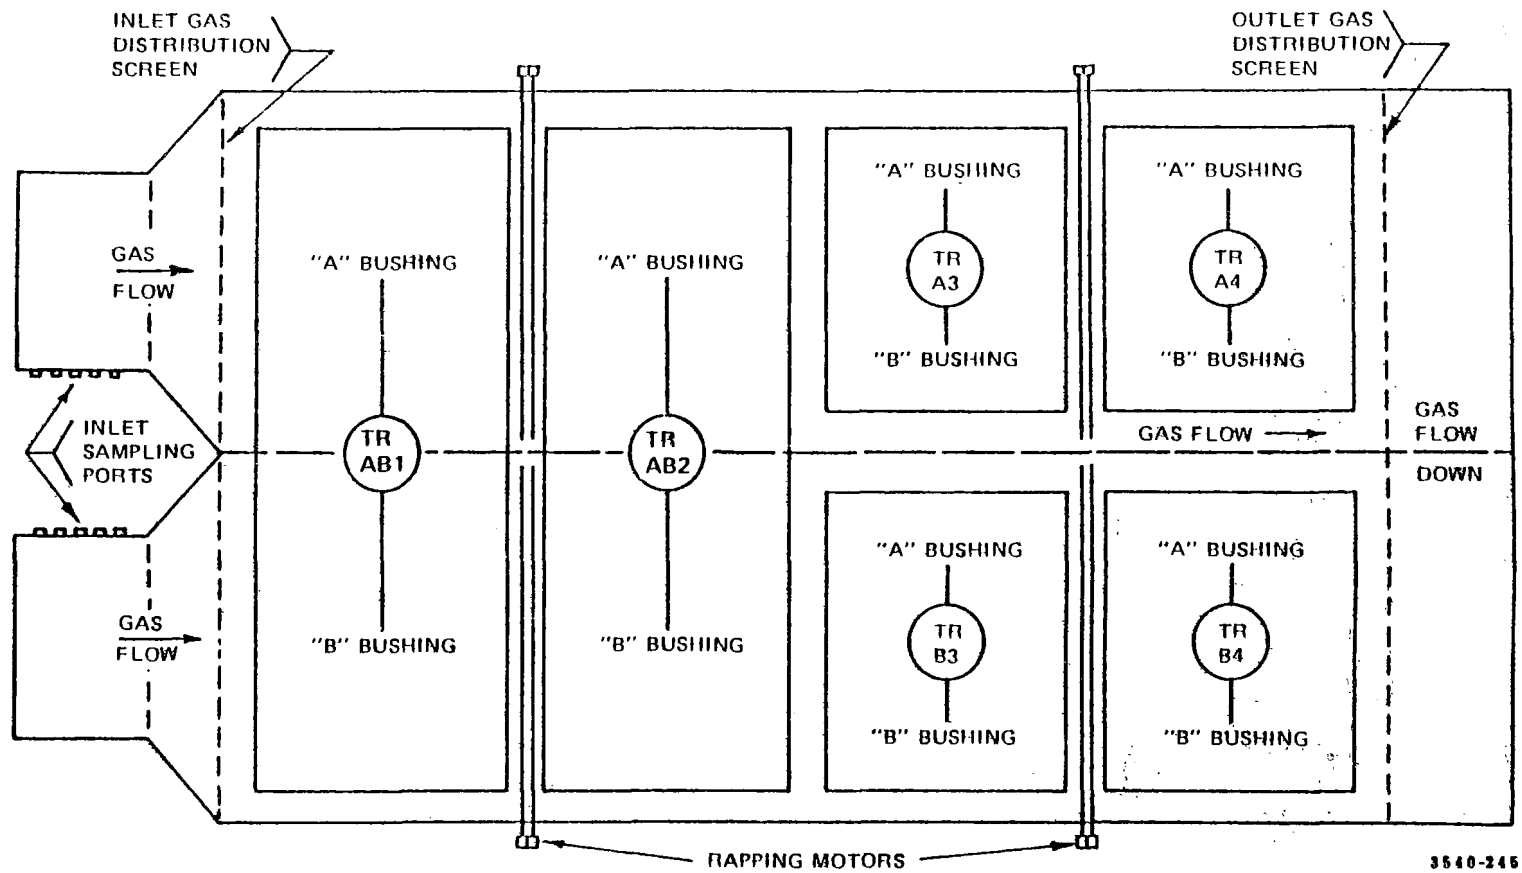 INLET GAS
DISTRIBUTION
SCREEN
OUTLET GAS
DISTRIBUTION
SCREEN
"A" BUSHING
"A" BUSHING
TR
A3
TR
A4
GAS
FLOW
"A" BUSHING
"A" BUSHING
"B" BUSHING
"B" BUSHING
INLET
SAMPLING
PORTS
TR
AB1
TR
AB2
GAS FLOW
GAS
FLOW
DOWN
"A" BUSHING
"A" BUSHING
GAS
FLOW
"B" BUSHING
"B" BUSHING
TR
B3
TR
B4
"B" BUSHING
"B" BUSHING
RAPPING MOTORS
3540-245